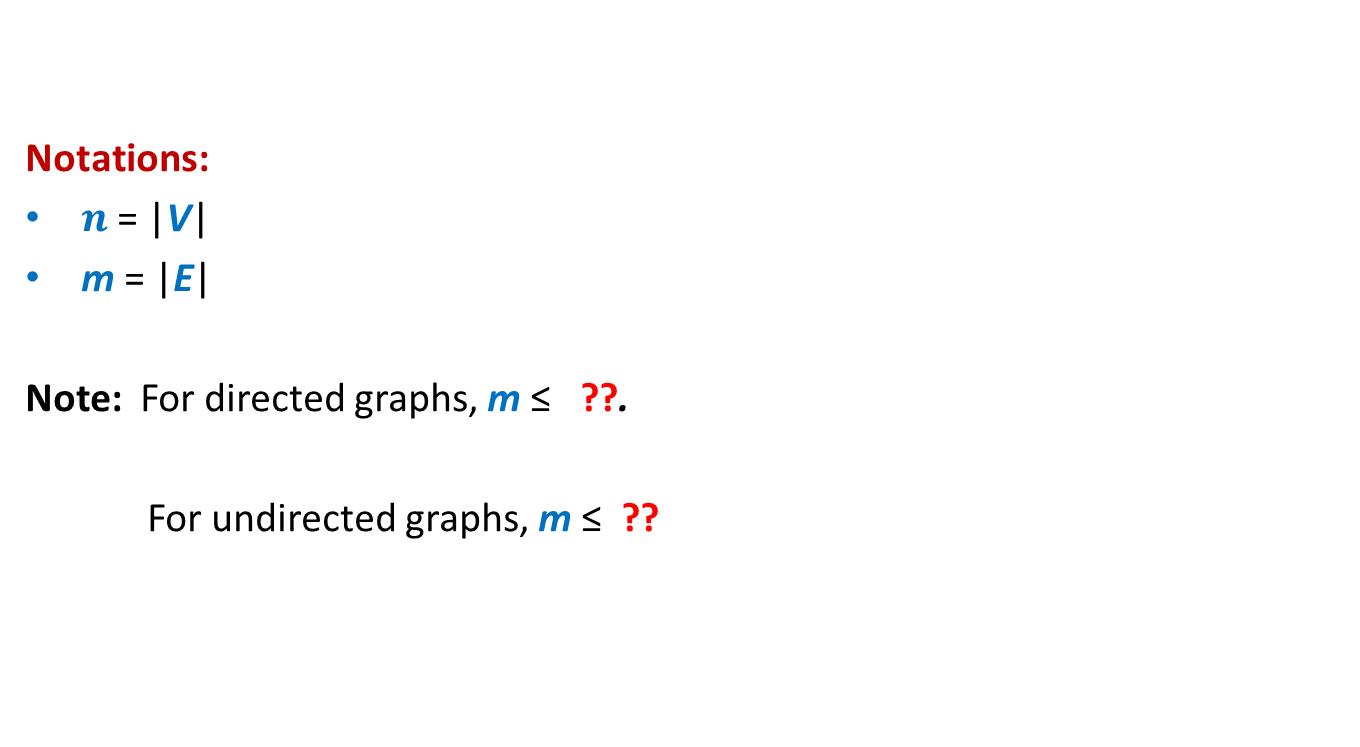 Notations:
• n = |V|
• m = |E|
Note: For directed graphs, m ≤ ??.
For undirected graphs, m ≤ ??